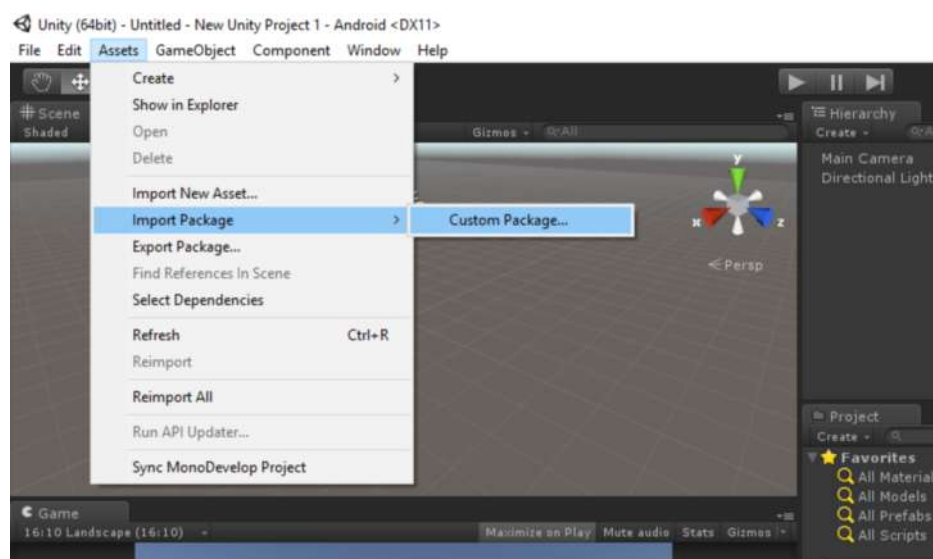 Unity (64bit) - Untitled - New Unity Project 1 - Android <DX11>
File Edit Assets GameObject Component Window Help
Create
Show in Explorer
Open
Delete
Import New Asset...
Import Package
Custom Package...
Export Package...
Find References In Scene
Select Dependencies
Refresh Ctrl+R
Reimport
Reimport All
Run API Updater...
Sync MonoDevelop Project
Scene
Shaded
Gizmos
All
y
x
z
Persp
Hierarchy
Create
Main Camera
Directional Light
Project
Create
Favorites
All Material
All Models
All Prefabs
All Scripts
Game
16:10 Landscape (16:10)
Maximize on Play Mute audio Stats Gizmos